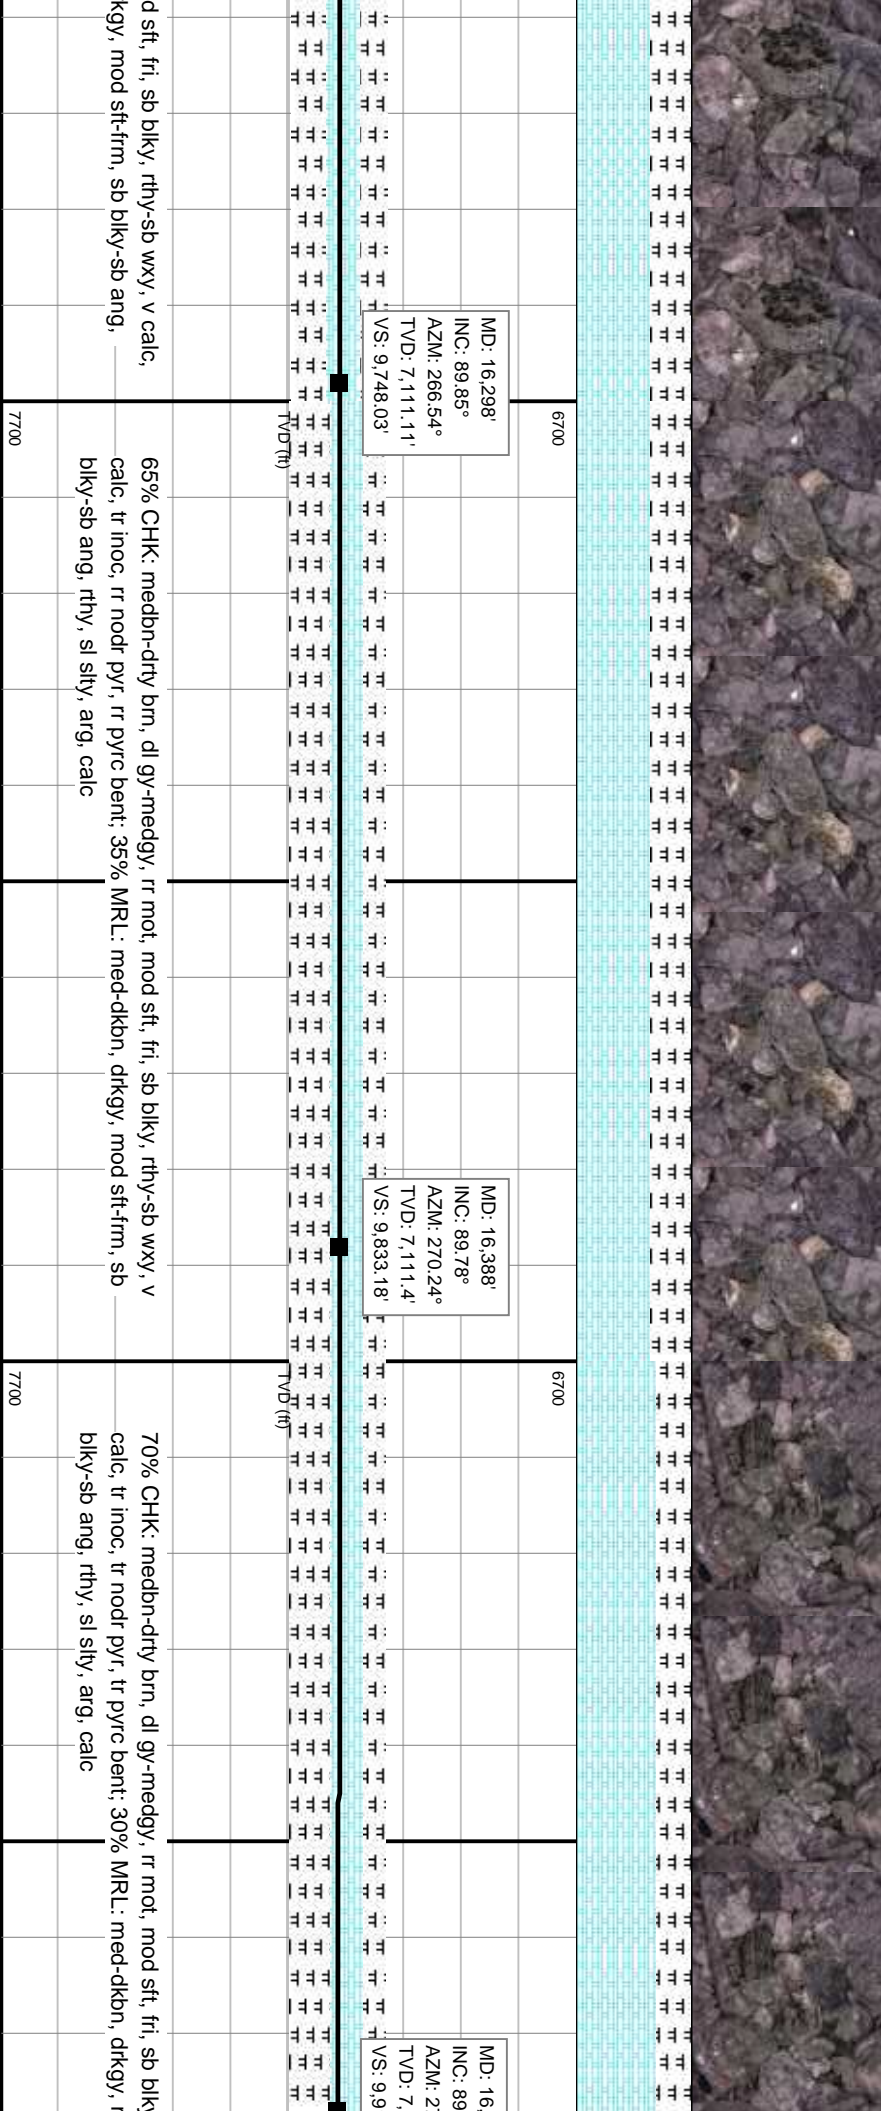 d sft, fri, sb blky, rthy-sb wxy, v calc,
kgy, mod sft-frm, sb blky-sb ang,
MD: 16,298'
INC: 89.85°
AZM: 266.54°
TVD: 7,111.11'
VS: 9,748.03'
6700
TVD (ft)
7700
65% CHK: medbn-drty brn, dl gy-medgy, rr mot, mod sft, fri, sb blky, rthy-sb wxy, v
calc, tr inoc, rr nodr pyr, rr pyrc bent; 35% MRL: med-dkbn, drkgy, mod sft-frm, sb
blky-sb ang, rthy, sl slty, arg, calc
MD: 16,388'
INC: 89.78°
AZM: 270.24°
TVD: 7,111.4'
VS: 9,833.18'
6700
TVD (ft)
7700
70% CHK: medbn-drty brn, dl gy-medgy, rr mot, mod sft, fri, sb blky
calc, tr inoc, tr nodr pyr, tr pyrc bent; 30% MRL: med-dkbn, drkgy,
blky-sb ang, rthy, sl slty, arg, calc
MD: 16,
INC: 89
AZM: 2
TVD: 7,
VS: 9,9